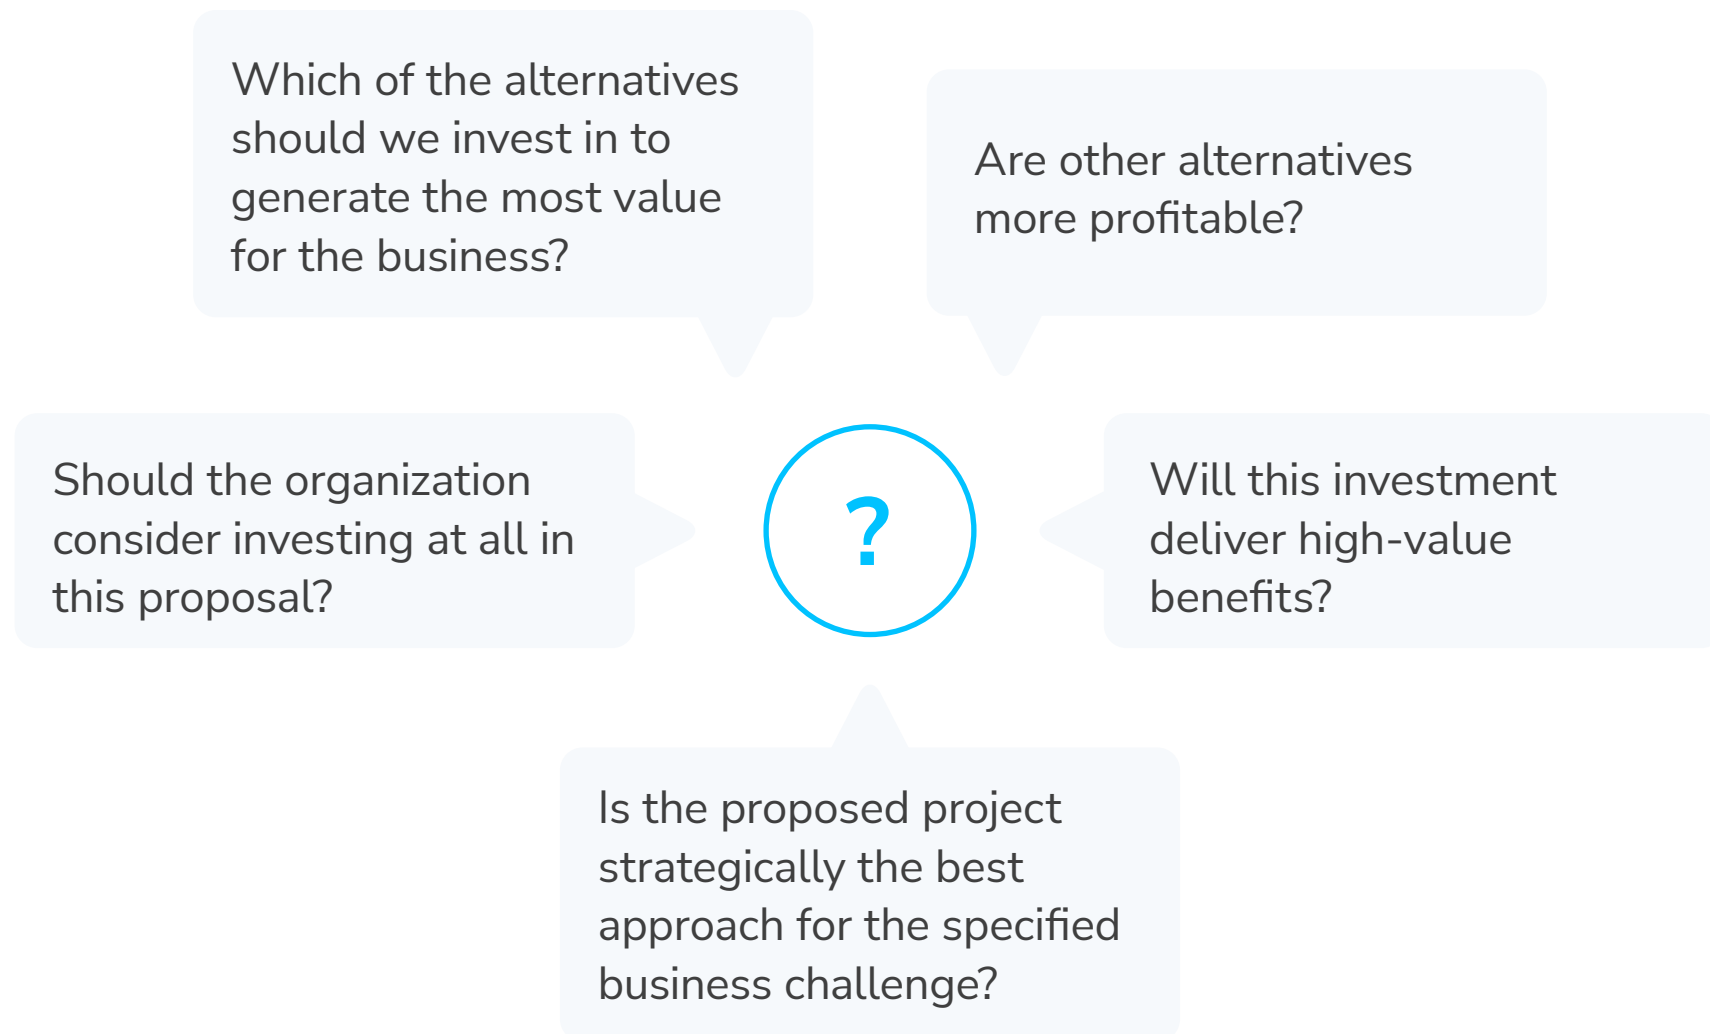 Which of the alternatives
should we invest in to
generate the most value
for the business?
Are other alternatives
more profitable?
Should the organization
consider investing at all in
this proposal?
?
Will this investment
deliver high-value
benefits?
Is the proposed project
strategically the best
approach for the specified
business challenge?